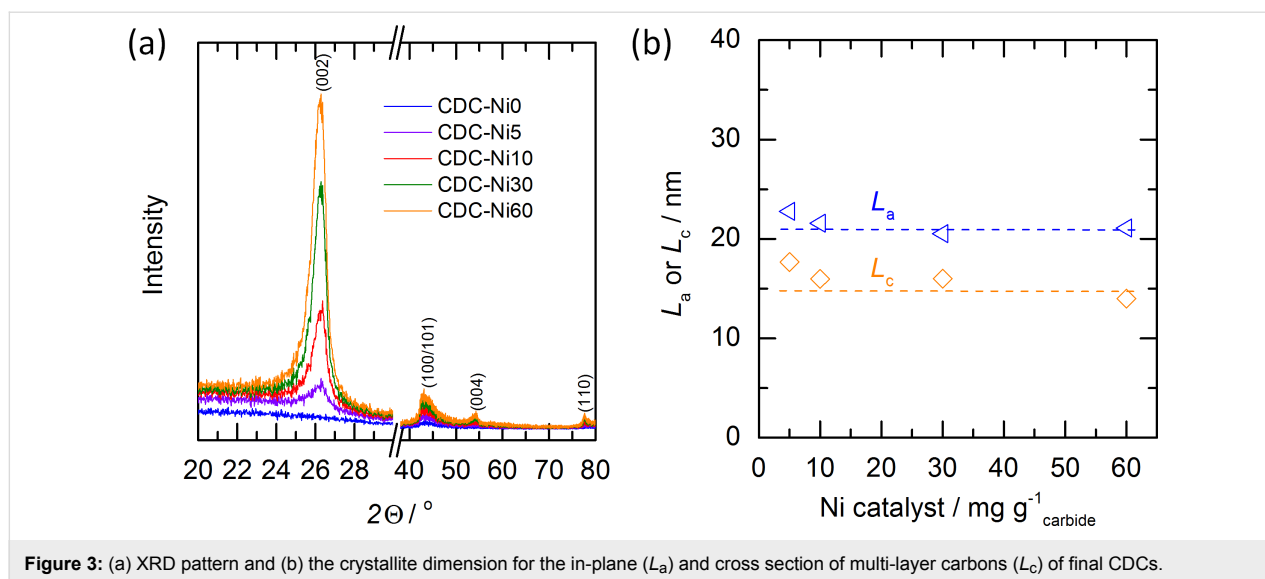 (a)
Intensity
(002)
CDC-Ni0
CDC-Ni5
CDC-Ni10
CDC-Ni30
CDC-Ni60
(100/101)
(004)
(110)
20 22 24 26 28 40 50 60 70 80
2Θ / °
(b)
40
30
20
10
0
La or Lc / nm
La
Lc
0 10 20 30 40 50 60
Ni catalyst / mg g⁻¹carbide
Figure 3: (a) XRD pattern and (b) the crystallite dimension for the in-plane (La) and cross section of multi-layer carbons (Lc) of final CDCs.